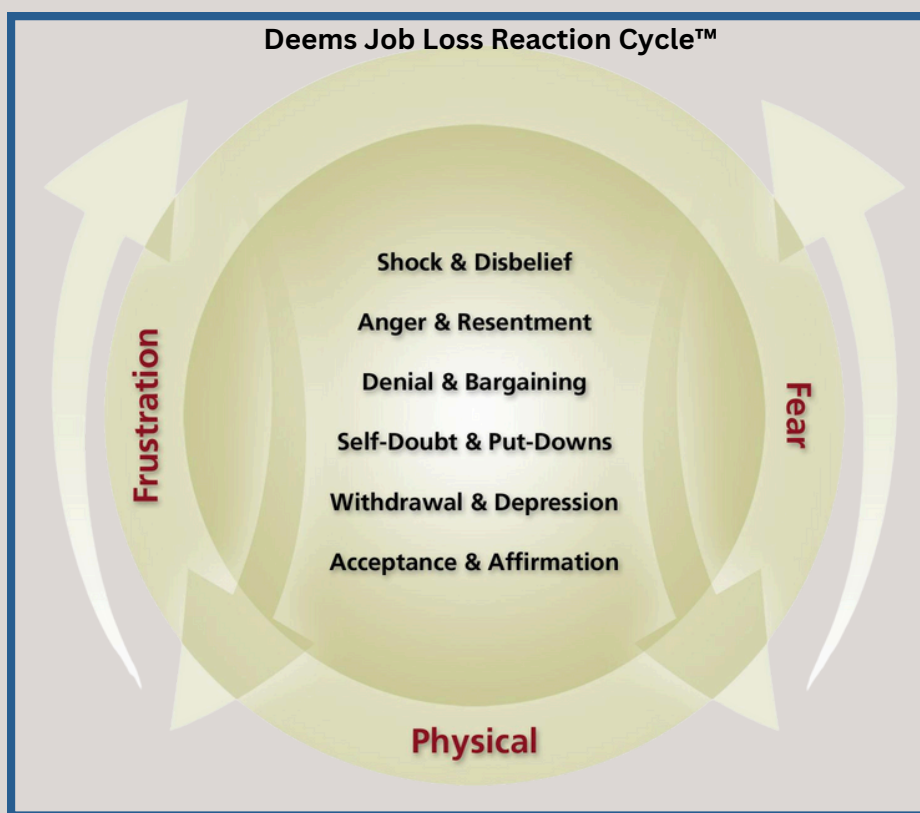 Deems Job Loss Reaction Cycle™
Shock & Disbelief
Anger & Resentment
Denial & Bargaining
Self-Doubt & Put-Downs
Withdrawal & Depression
Acceptance & Affirmation
Frustration
Fear
Physical